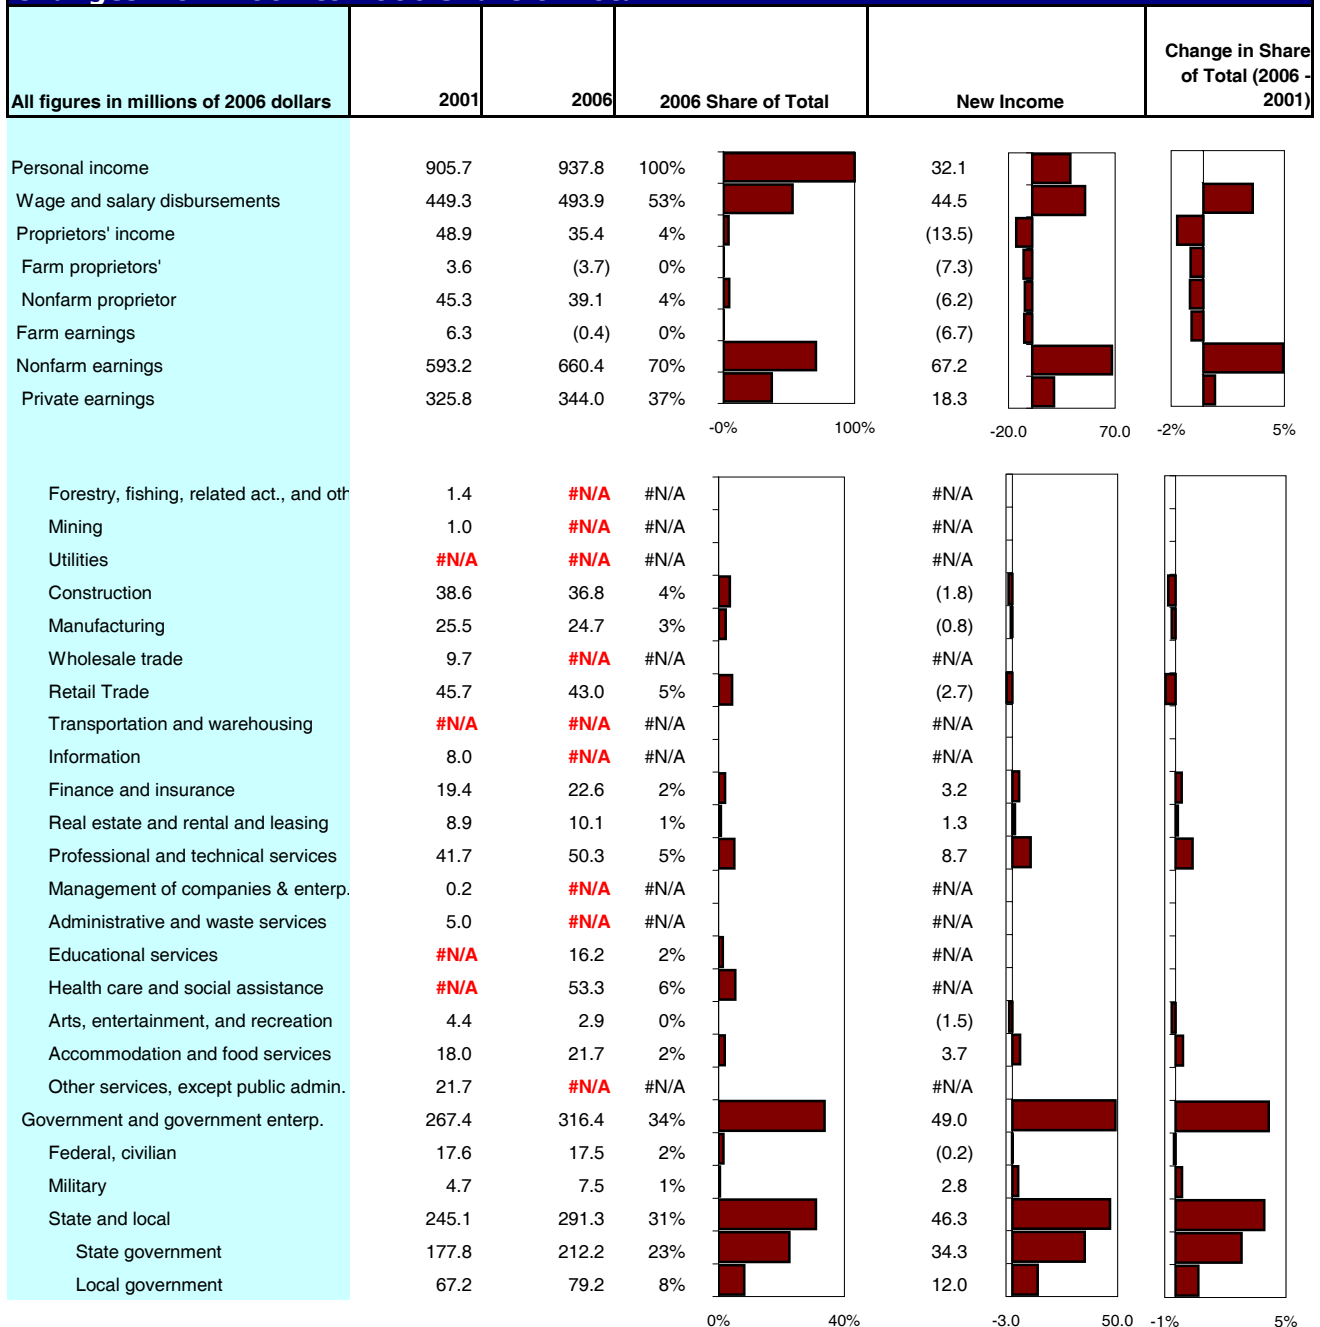 All figures in millions of 2006 dollars 2001 2006 2006 Share of Total New Income Change in Share of Total (2006 - 2001)
Personal income 905.7 937.8 100% 32.1
Wage and salary disbursements 449.3 493.9 53% 44.5
Proprietors' income 48.9 35.4 4% (13.5)
Farm proprietors' 3.6 (3.7) 0% (7.3)
Nonfarm proprietor 45.3 39.1 4% (6.2)
Farm earnings 6.3 (0.4) 0% (6.7)
Nonfarm earnings 593.2 660.4 70% 67.2
Private earnings 325.8 344.0 37% 18.3
-0% 100% -20.0 70.0 -2% 5%
Forestry, fishing, related act., and oth 1.4 #N/A #N/A #N/A
Mining 1.0 #N/A #N/A #N/A
Utilities #N/A #N/A #N/A #N/A
Construction 38.6 36.8 4% (1.8)
Manufacturing 25.5 24.7 3% (0.8)
Wholesale trade 9.7 #N/A #N/A #N/A
Retail Trade 45.7 43.0 5% (2.7)
Transportation and warehousing #N/A #N/A #N/A #N/A
Information 8.0 #N/A #N/A #N/A
Finance and insurance 19.4 22.6 2% 3.2
Real estate and rental and leasing 8.9 10.1 1% 1.3
Professional and technical services 41.7 50.3 5% 8.7
Management of companies & enterp. 0.2 #N/A #N/A #N/A
Administrative and waste services 5.0 #N/A #N/A #N/A
Educational services #N/A 16.2 2% #N/A
Health care and social assistance #N/A 53.3 6% #N/A
Arts, entertainment, and recreation 4.4 2.9 0% (1.5)
Accommodation and food services 18.0 21.7 2% 3.7
Other services, except public admin. 21.7 #N/A #N/A #N/A
Government and government enterp. 267.4 316.4 34% 49.0
Federal, civilian 17.6 17.5 2% (0.2)
Military 4.7 7.5 1% 2.8
State and local 245.1 291.3 31% 46.3
State government 177.8 212.2 23% 34.3
Local government 67.2 79.2 8% 12.0
0% 40% -3.0 50.0 -1% 5%